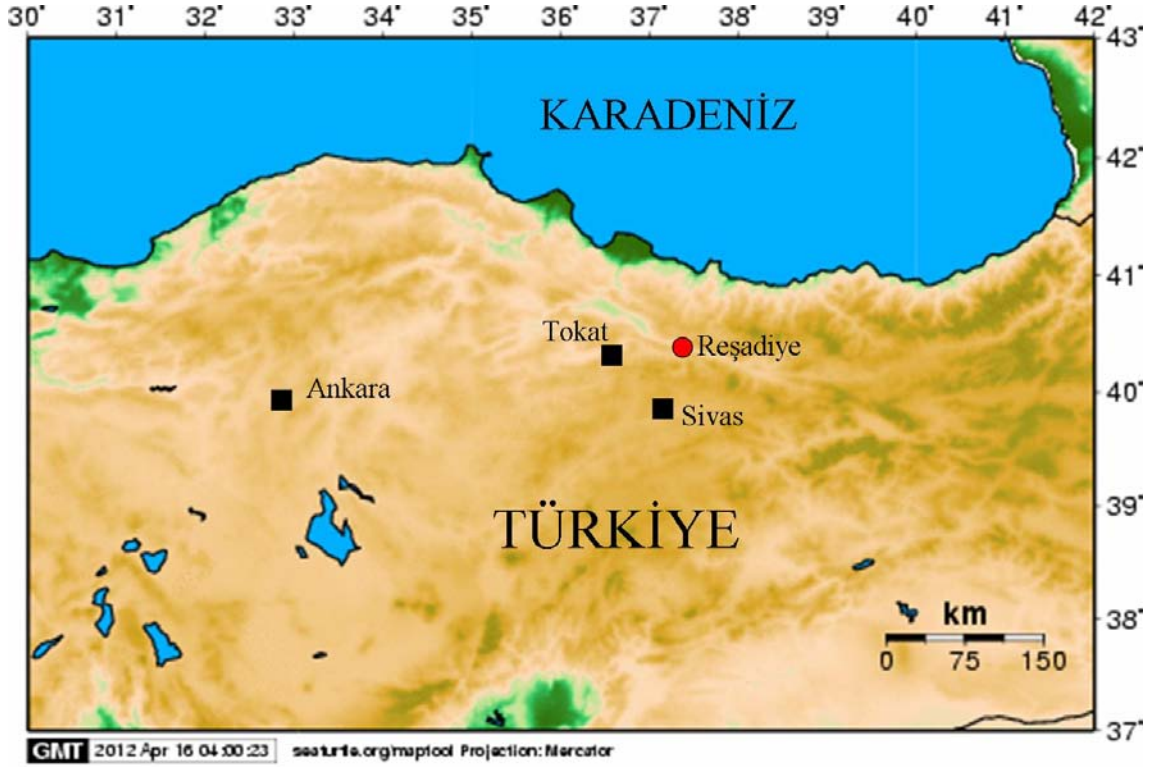 30° 31° 32° 33° 34° 35° 36° 37° 38° 39° 40° 41° 42°
43°
KARADENİZ
42°
41°
Tokat
Reşadiye
40°
Ankara
Sivas
39°
TÜRKİYE
38°
km
0 75 150
37°
GMT 2012 Apr 16 04:00:23 seaturtle.org/maptool Projection: Mercator